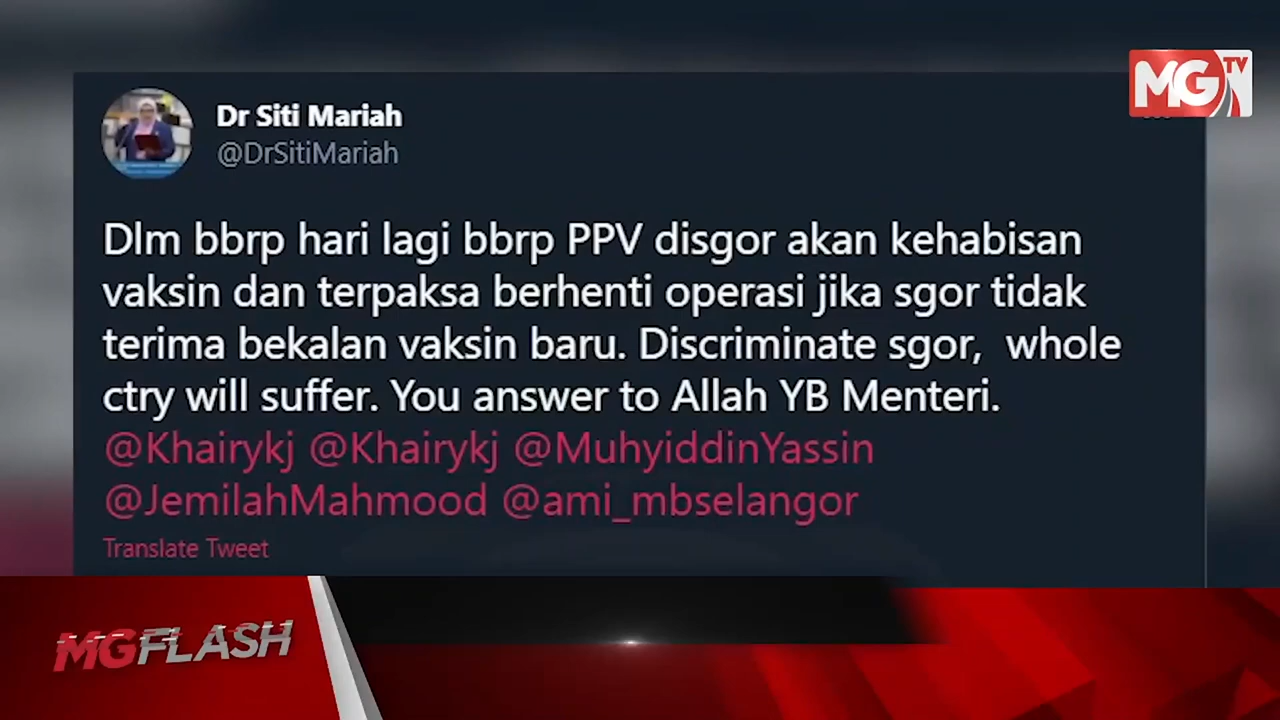 MGTV
Dr Siti Mariah
@DrSitiMariah
Dlm bbrp hari lagi bbrp PPV disgor akan kehabisan
vaksin dan terpaksa berhenti operasi jika sgor tidak
terima bekalan vaksin baru. Discriminate sgor, whole
ctry will suffer. You answer to Allah YB Menteri.
@Khairykj @Khairykj @MuhyiddinYassin
@JemilahMahmood @ami_mbselangor
Translate Tweet
MGFLASH